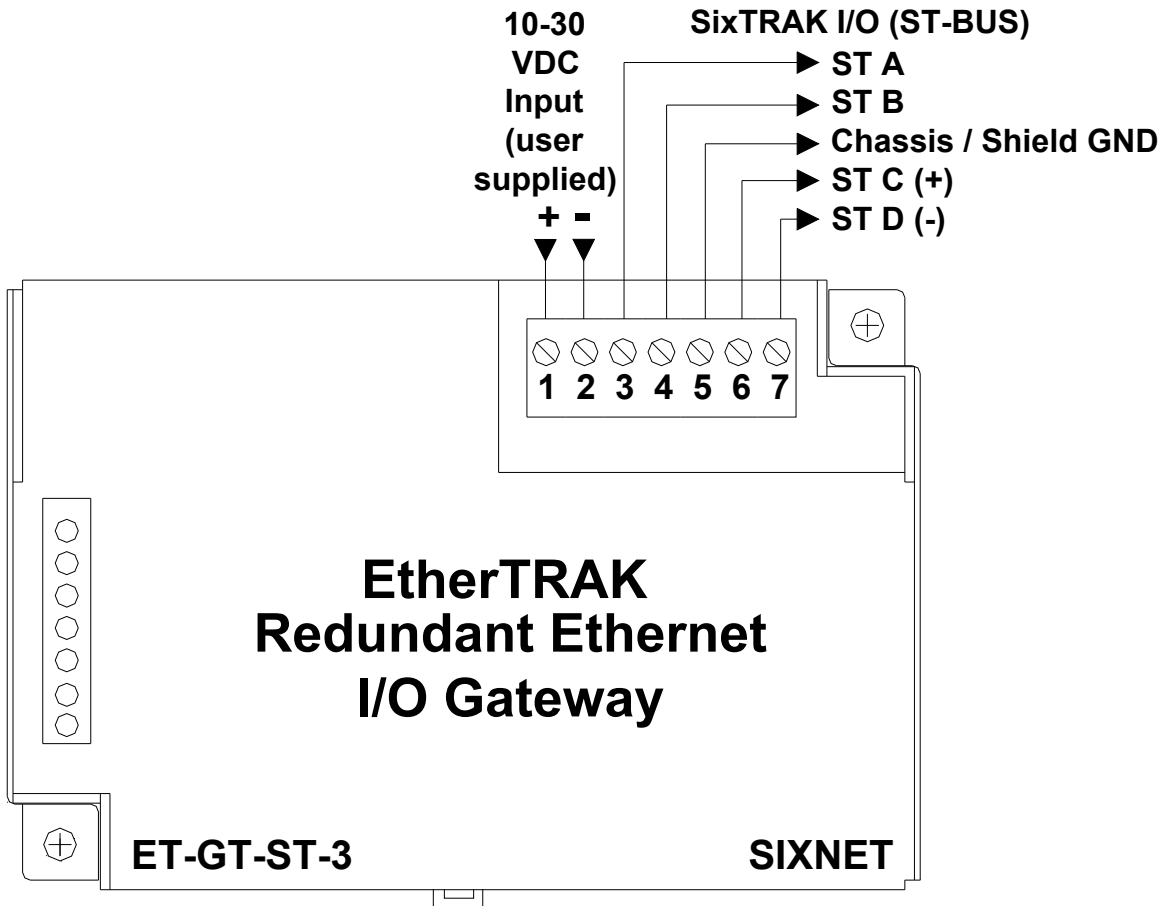 10-30
VDC
Input
(user
supplied)
+ -
SixTRAK I/O (ST-BUS)
ST A
ST B
Chassis / Shield GND
ST C (+)
ST D (-)
1 2 3 4 5 6 7
EtherTRAK
Redundant Ethernet
I/O Gateway
ET-GT-ST-3
SIXNET